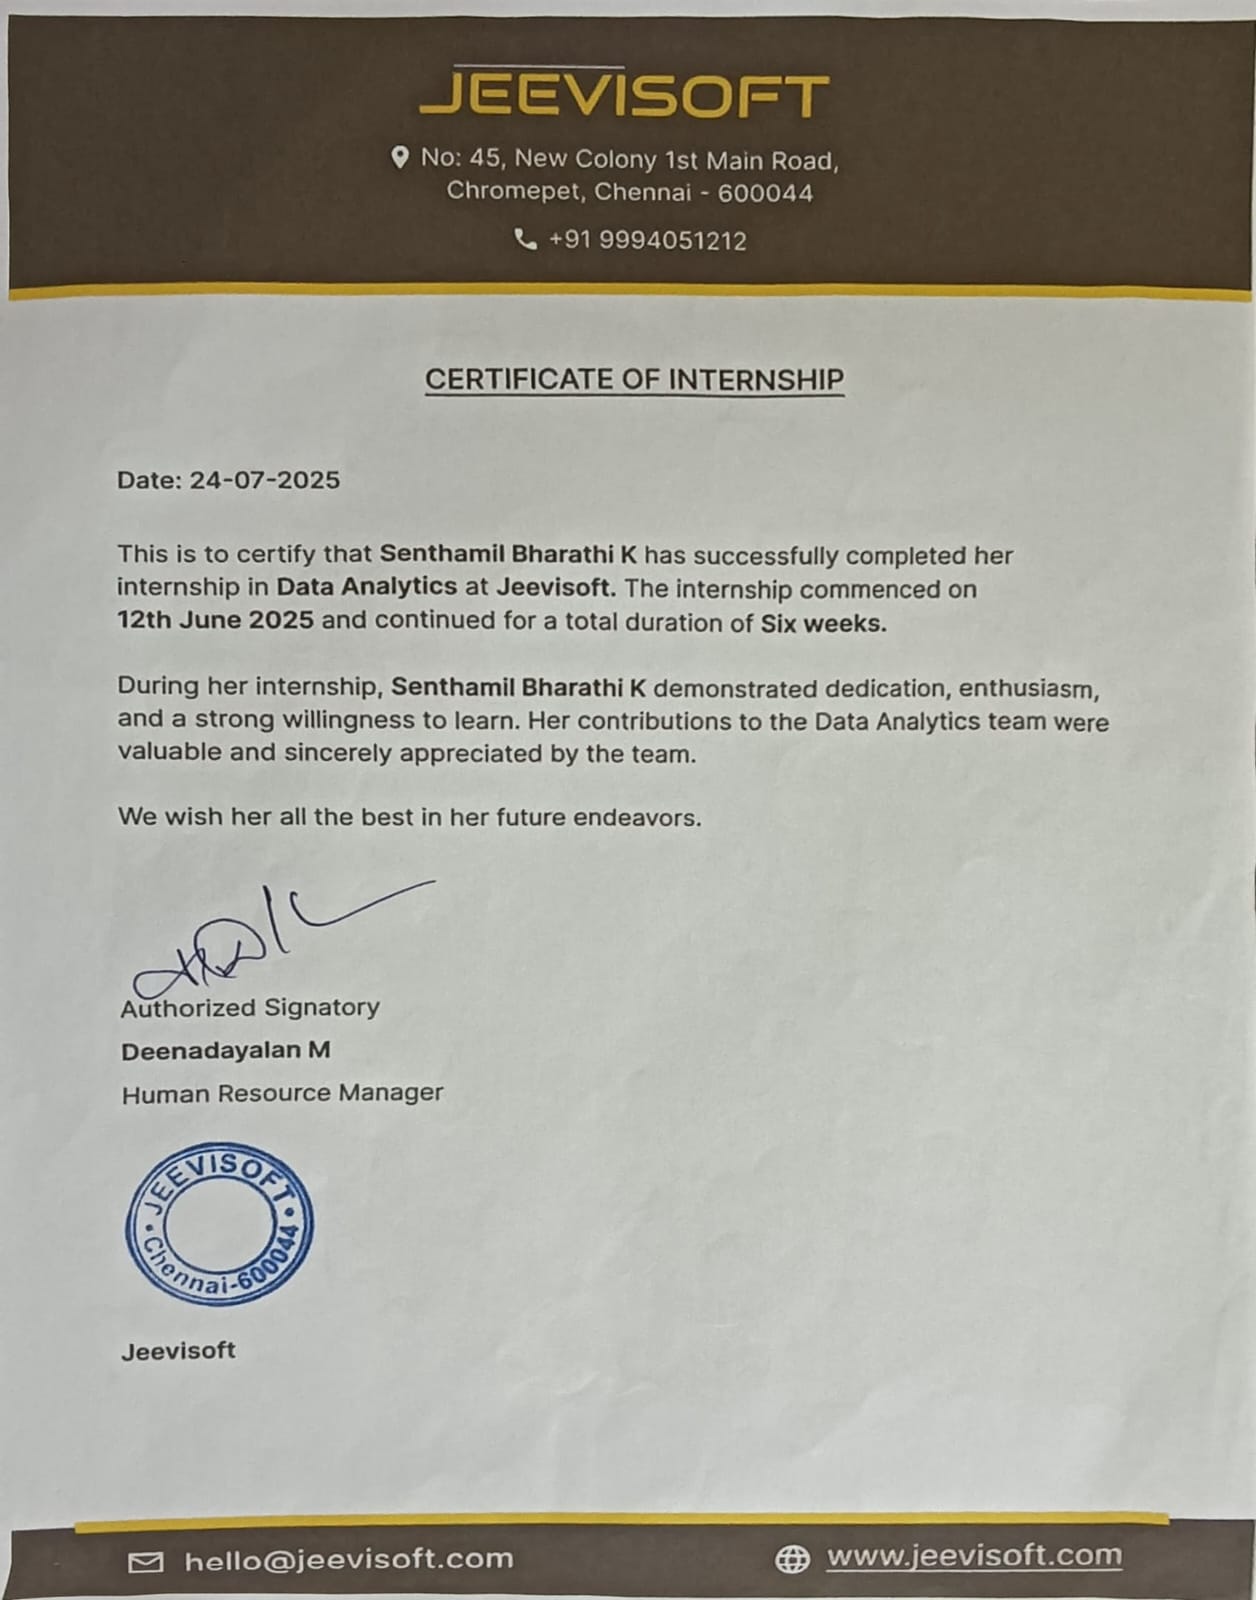 JEEVISOFT
No: 45, New Colony 1st Main Road,
Chromepet, Chennai - 600044
+91 9994051212
CERTIFICATE OF INTERNSHIP
Date: 24-07-2025
This is to certify that Senthamil Bharathi K has successfully completed her
internship in Data Analytics at Jeevisoft. The internship commenced on
12th June 2025 and continued for a total duration of Six weeks.
During her internship, Senthamil Bharathi K demonstrated dedication, enthusiasm,
and a strong willingness to learn. Her contributions to the Data Analytics team were
valuable and sincerely appreciated by the team.
We wish her all the best in her future endeavors.
Authorized Signatory
Deenadayalan M
Human Resource Manager
JEEVISOFT
Chennai-600044
Jeevisoft
hello@jeevisoft.com
www.jeevisoft.com